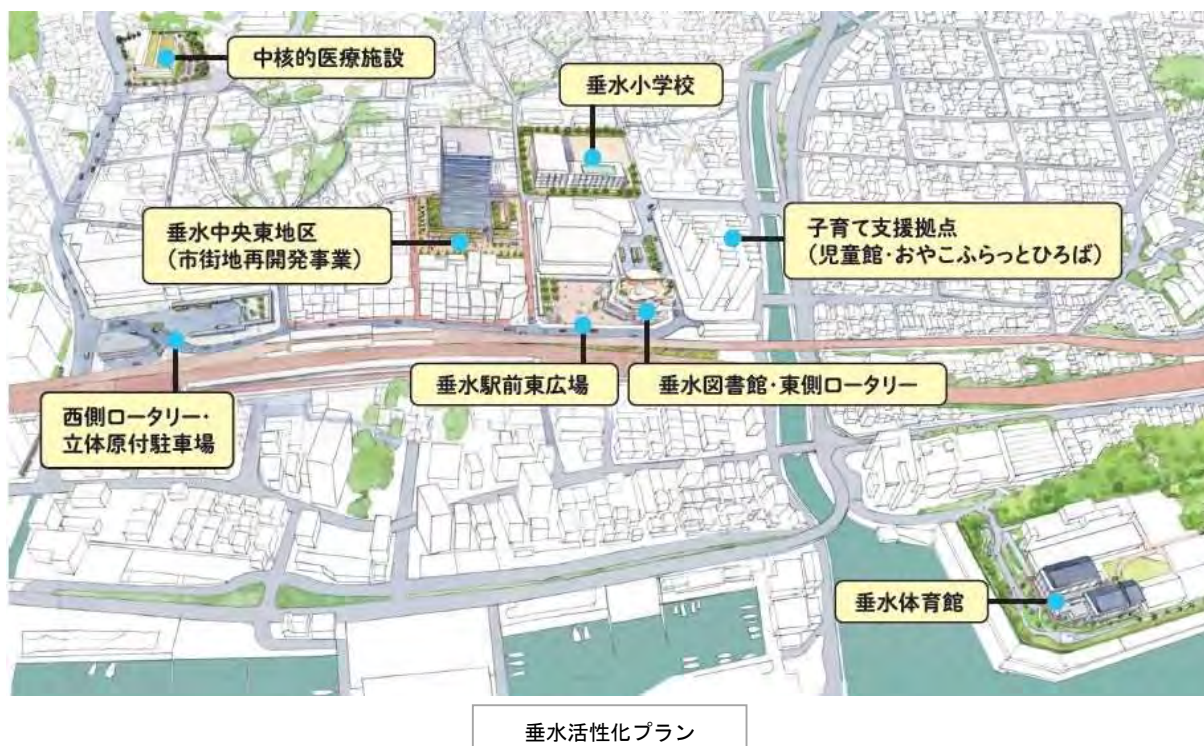 中核的医療施設
垂水小学校
垂水中央東地区
(市街地再開発事業)
子育て支援拠点
(児童館・おやこふらっとひろば)
西側ロータリー・
立体原付駐車場
垂水駅前東広場
垂水図書館・東側ロータリー
垂水体育館
垂水活性化プラン